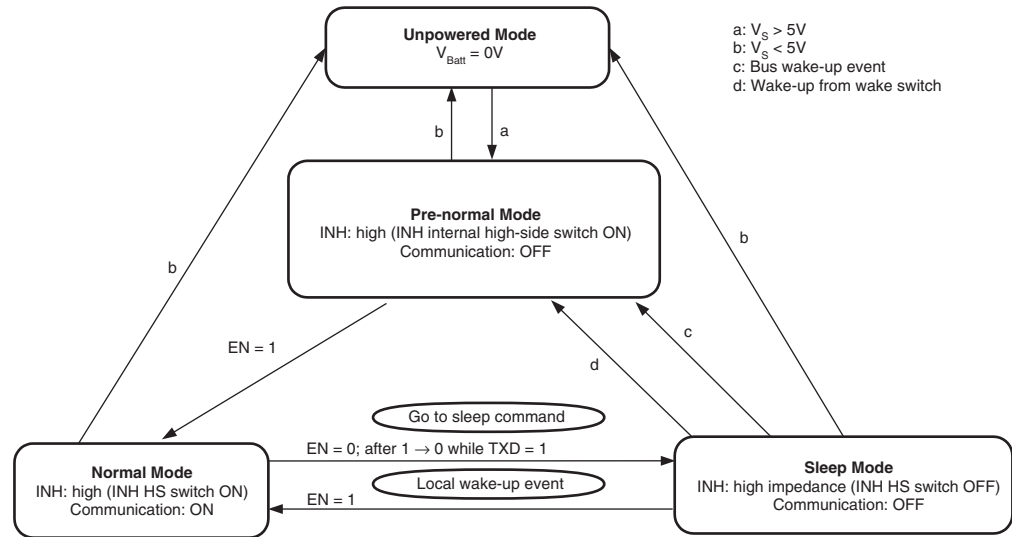 Unpowered Mode
V_Batt = 0V
a: V_S > 5V
b: V_S < 5V
c: Bus wake-up event
d: Wake-up from wake switch
b
a
Pre-normal Mode
INH: high (INH internal high-side switch ON)
Communication: OFF
b
b
EN = 1
d
c
Go to sleep command
EN = 0; after 1 → 0 while TXD = 1
Normal Mode
INH: high (INH HS switch ON)
Communication: ON
Local wake-up event
EN = 1
Sleep Mode
INH: high impedance (INH HS switch OFF)
Communication: OFF